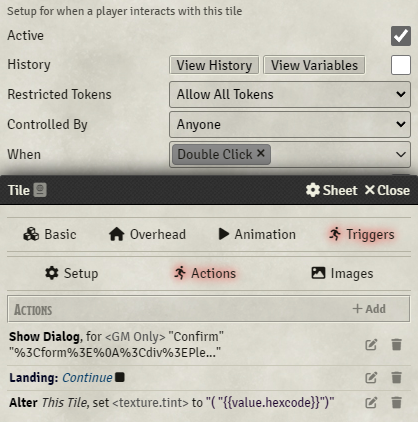 Setup for when a player interacts with this tile
Active
History View History View Variables
Restricted Tokens Allow All Tokens
Controlled By Anyone
When Double Click ×
Tile Sheet ×Close
Basic Overhead Animation Triggers
Setup Actions Images
Actions + Add
Show Dialog, for <GM Only> "Confirm"
"%3Cform%3E%0A%3Cdiv%3EPle..."
Landing: Continue
Alter This Tile, set <texture.tint> to "( "{{value.hexcode}}")"